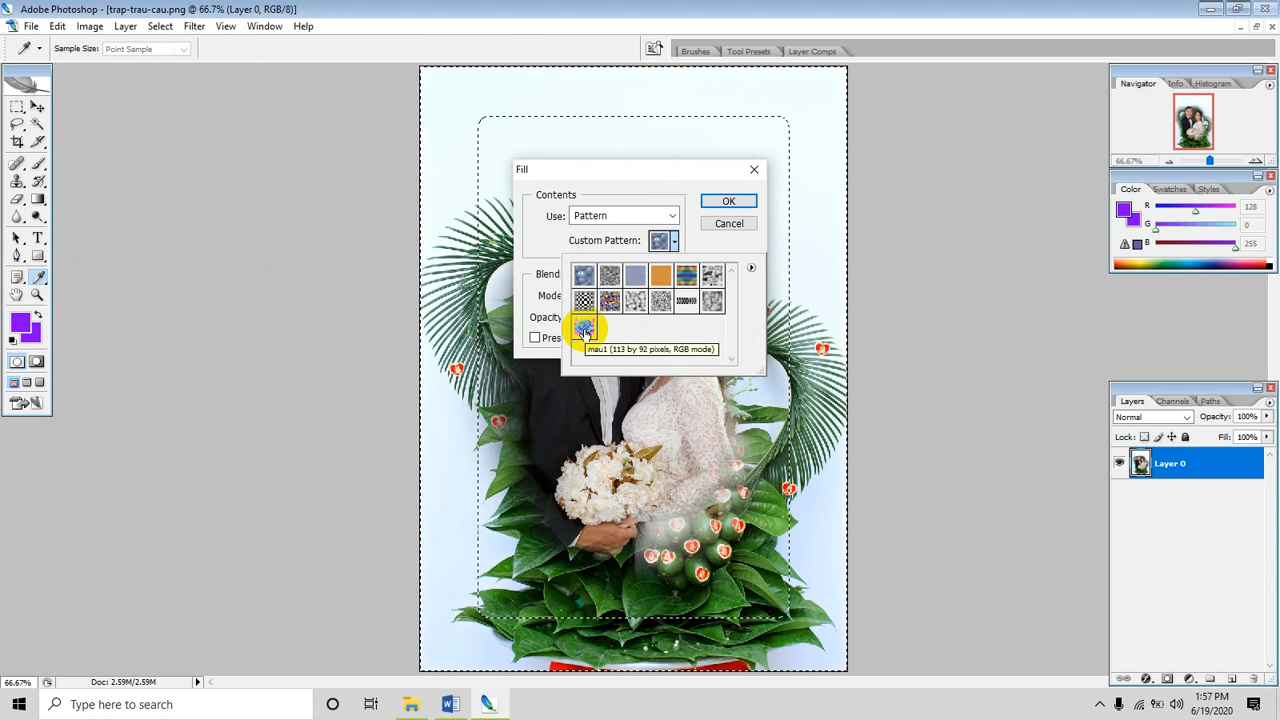 Adobe Photoshop - [trap-trau-cau.png @ 66.7% (Layer 0, RGB/8)]
File Edit Image Layer Select Filter View Window Help
Sample Size: Point Sample
Brushes Tool Presets Layer Comps
Navigator Info Histogram
66.67%
Color Swatches Styles
R 128
G 0
B 255
Fill
Contents
Use: Pattern
Custom Pattern:
OK
Cancel
Blend
Mode
Opacity
Pres
mau1 (113 by 92 pixels, RGB mode)
Layers Channels Paths
Normal Opacity: 100%
Lock: Fill: 100%
Layer 0
66.67% Doc: 2.59M/2.59M
Type here to search
1:57 PM
6/19/2020